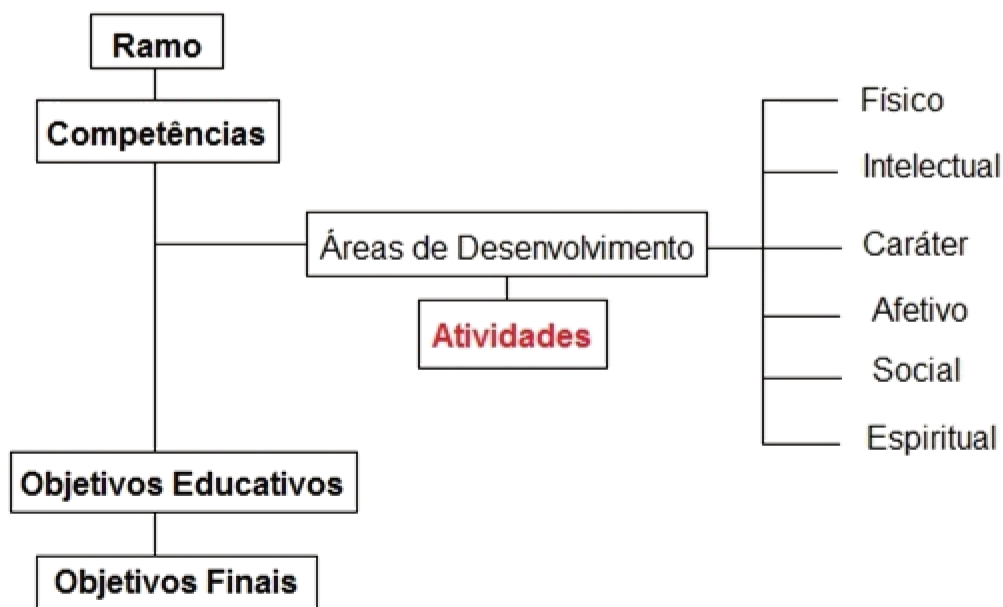 Ramo
Competências
Áreas de Desenvolvimento
Atividades
Físico
Intelectual
Caráter
Afetivo
Social
Espiritual
Objetivos Educativos
Objetivos Finais